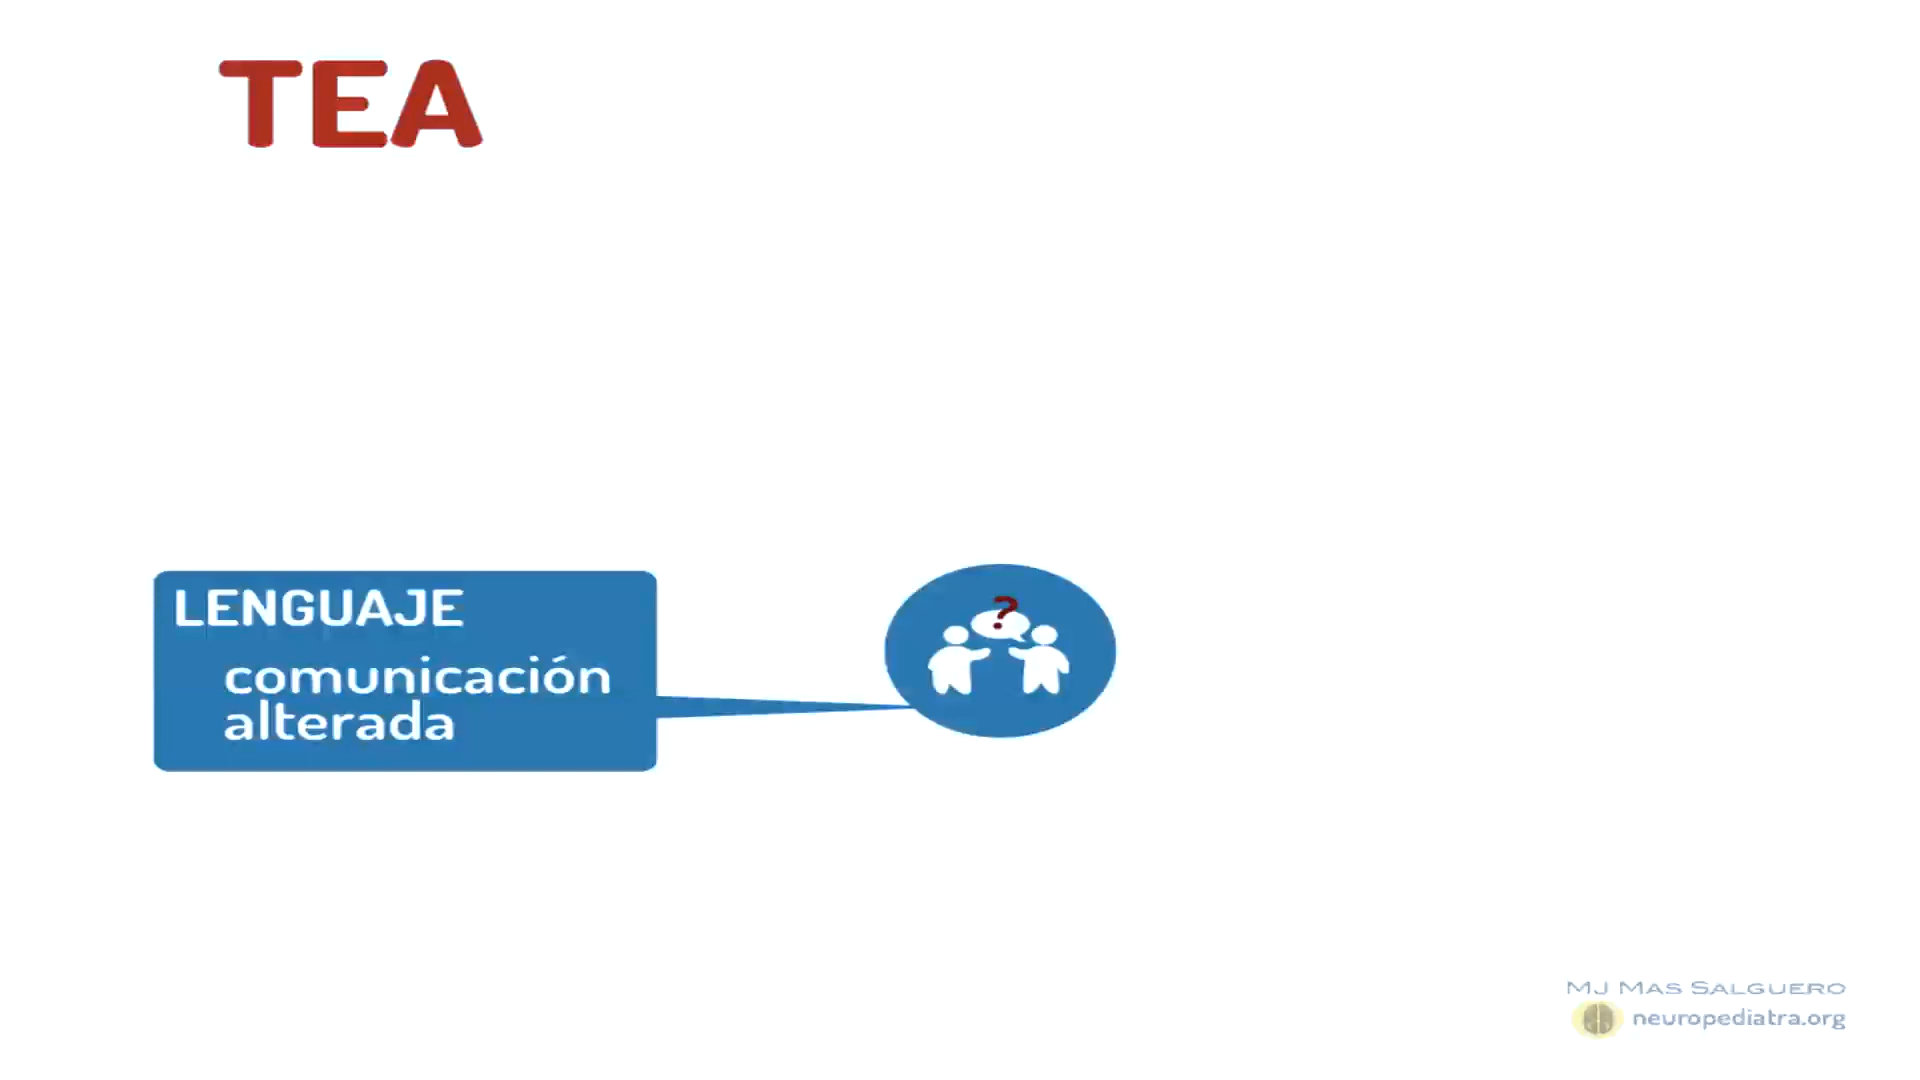 TEA
LENGUAJE
comunicación
alterada
?
MJ MAS SALGUERO
neuropediatra.org